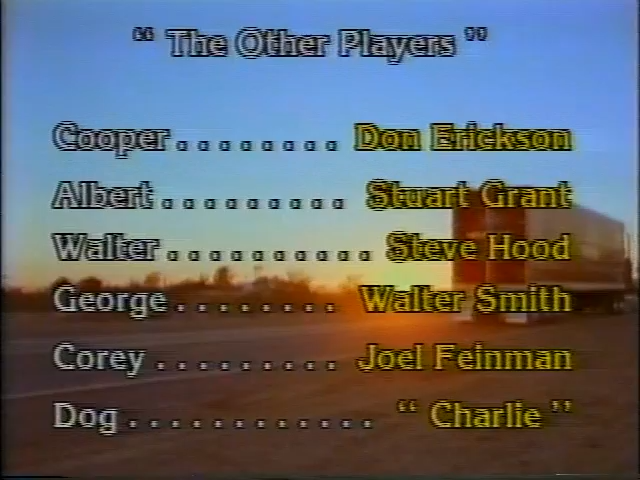 “ The Other Players ”
Cooper . . . . . . . . Don Erickson
Albert . . . . . . . . . Stuart Grant
Walter . . . . . . . . . . Steve Hood
George . . . . . . . Walter Smith
Corey . . . . . . . . . Joel Feinman
Dog . . . . . . . . . . . . “ Charlie ”